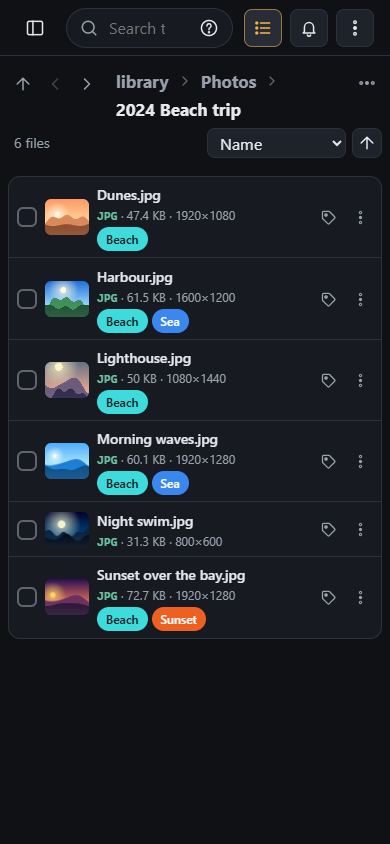 Search t
library
Photos
2024 Beach trip
6 files
Name
Dunes.jpg
JPG · 47.4 KB · 1920×1080
Beach
Harbour.jpg
JPG · 61.5 KB · 1600×1200
Beach Sea
Lighthouse.jpg
JPG · 50 KB · 1080×1440
Beach
Morning waves.jpg
JPG · 60.1 KB · 1920×1280
Beach Sea
Night swim.jpg
JPG · 31.3 KB · 800×600
Sunset over the bay.jpg
JPG · 72.7 KB · 1920×1280
Beach Sunset